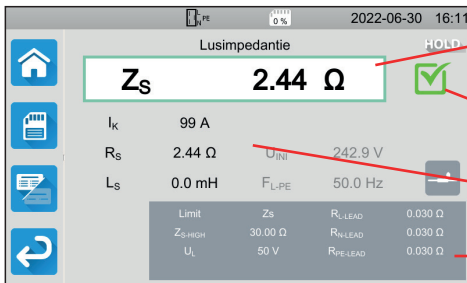 L N PE 0 % 2022-06-30 16:11
Lusimpedantie HOLD
ZS 2.44 Ω
IK 99 A
RS 2.44 Ω UINI 242.9 V
LS 0.0 mH FL-PE 50.0 Hz
Limit Zs RL-LEAD 0.030 Ω
ZS-HIGH 30.00 Ω RN-LEAD 0.030 Ω
UL 50 V RPE-LEAD 0.030 Ω